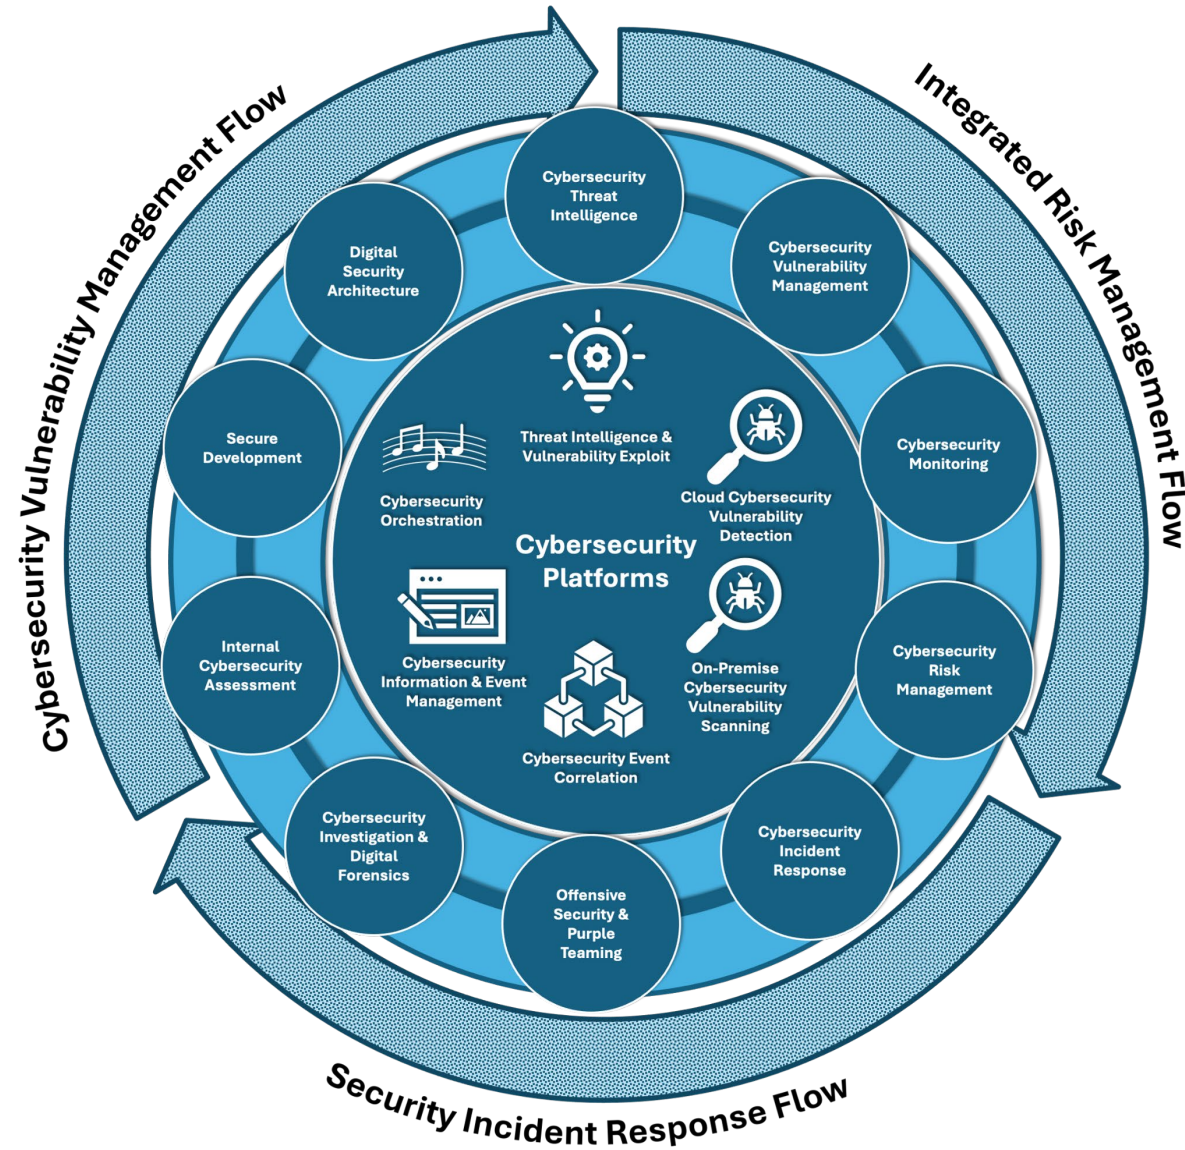 Cybersecurity Vulnerability Management Flow
Integrated Risk Management Flow
Security Incident Response Flow
Cybersecurity
Threat
Intelligence
Cybersecurity
Vulnerability
Management
Cybersecurity
Monitoring
Cybersecurity
Risk
Management
Cybersecurity
Incident
Response
Offensive
Security &
Purple
Teaming
Cybersecurity
Investigation &
Digital
Forensics
Internal
Cybersecurity
Assessment
Secure
Development
Digital
Security
Architecture
Threat Intelligence &
Vulnerability Exploit
Cloud Cybersecurity
Vulnerability
Detection
On-Premise
Cybersecurity
Vulnerability
Scanning
Cybersecurity Event
Correlation
Cybersecurity
Information & Event
Management
Cybersecurity
Orchestration
Cybersecurity
Platforms